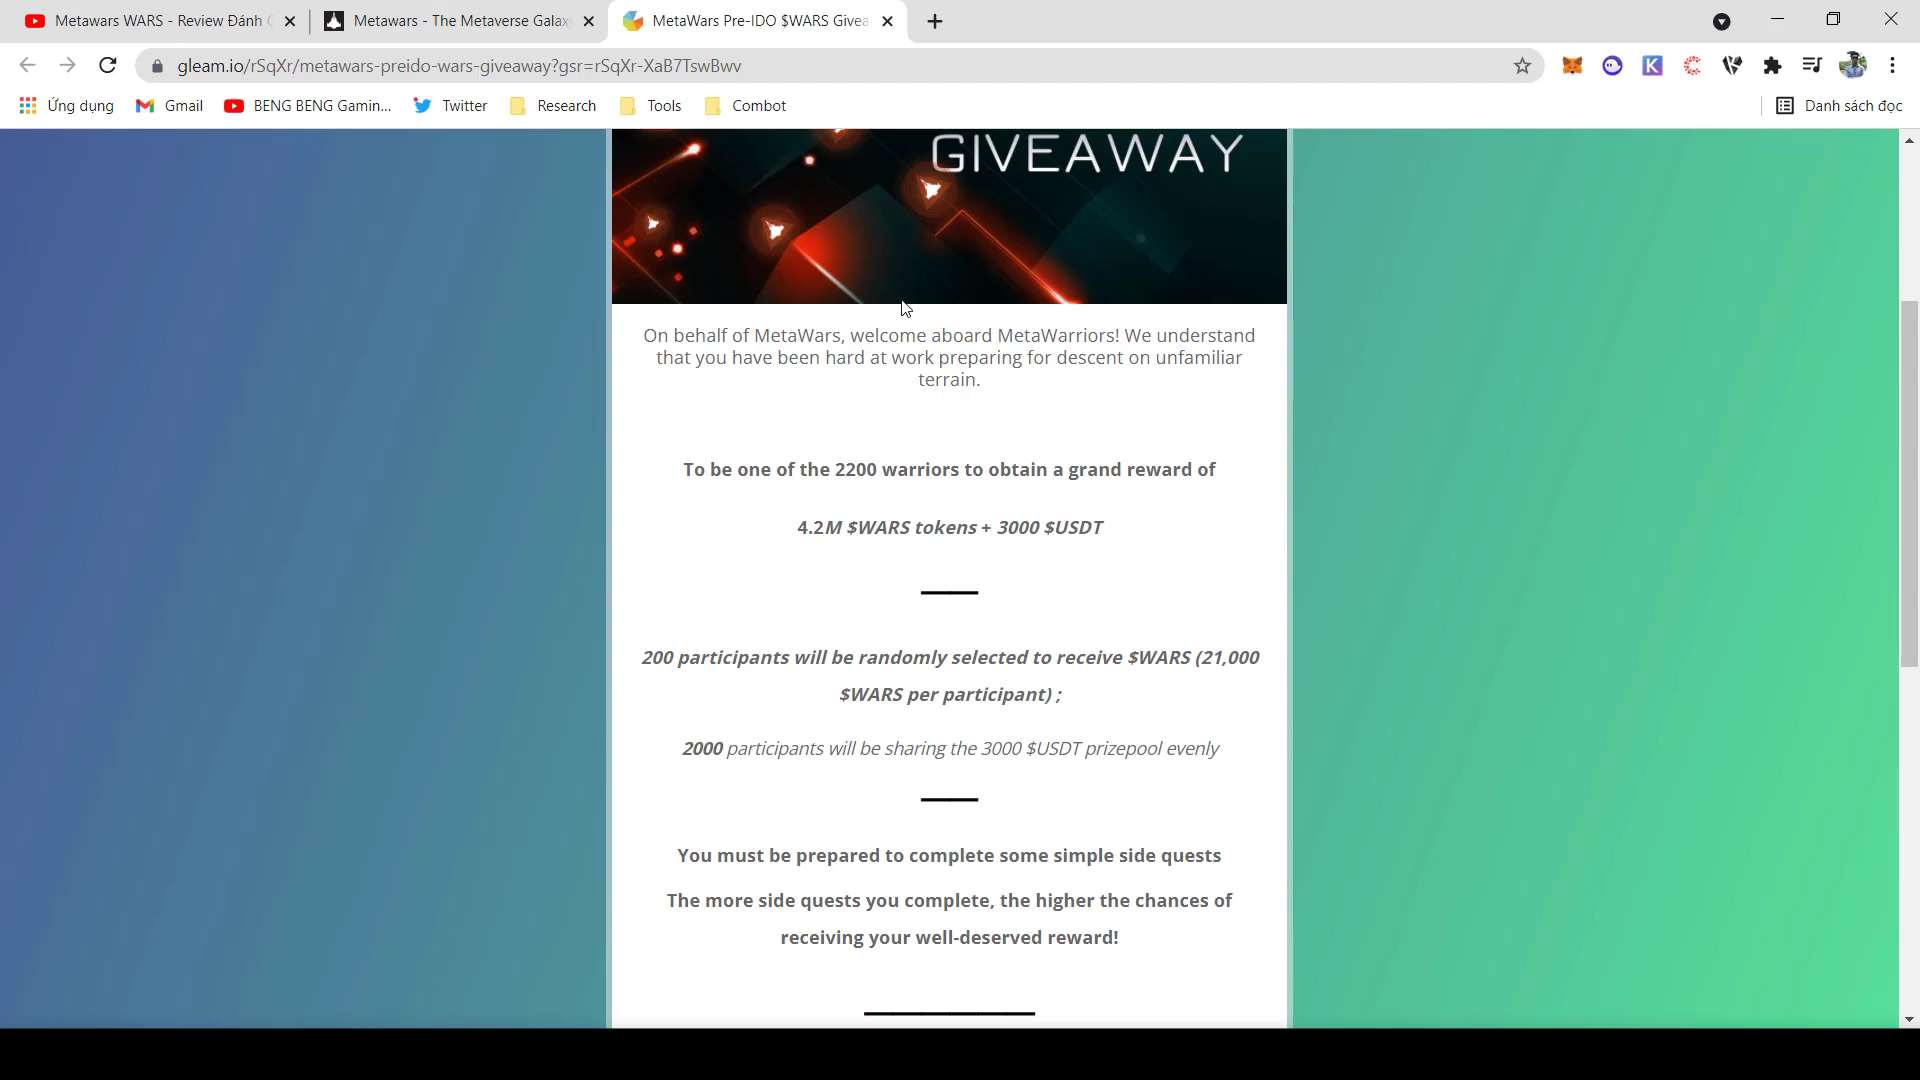 Metawars WARS - Review Đánh
Metawars - The Metaverse Galax
MetaWars Pre-IDO $WARS Givea
gleam.io/rSqXr/metawars-preido-wars-giveaway?gsr=rSqXr-XaB7TswBwv
Ứng dụng
Gmail
BENG BENG Gamin...
Twitter
Research
Tools
Combot
Danh sách đọc
GIVEAWAY
On behalf of MetaWars, welcome aboard MetaWarriors! We understand
that you have been hard at work preparing for descent on unfamiliar
terrain.
To be one of the 2200 warriors to obtain a grand reward of
4.2M $WARS tokens + 3000 $USDT
200 participants will be randomly selected to receive $WARS (21,000
$WARS per participant) ;
2000 participants will be sharing the 3000 $USDT prizepool evenly
You must be prepared to complete some simple side quests
The more side quests you complete, the higher the chances of
receiving your well-deserved reward!